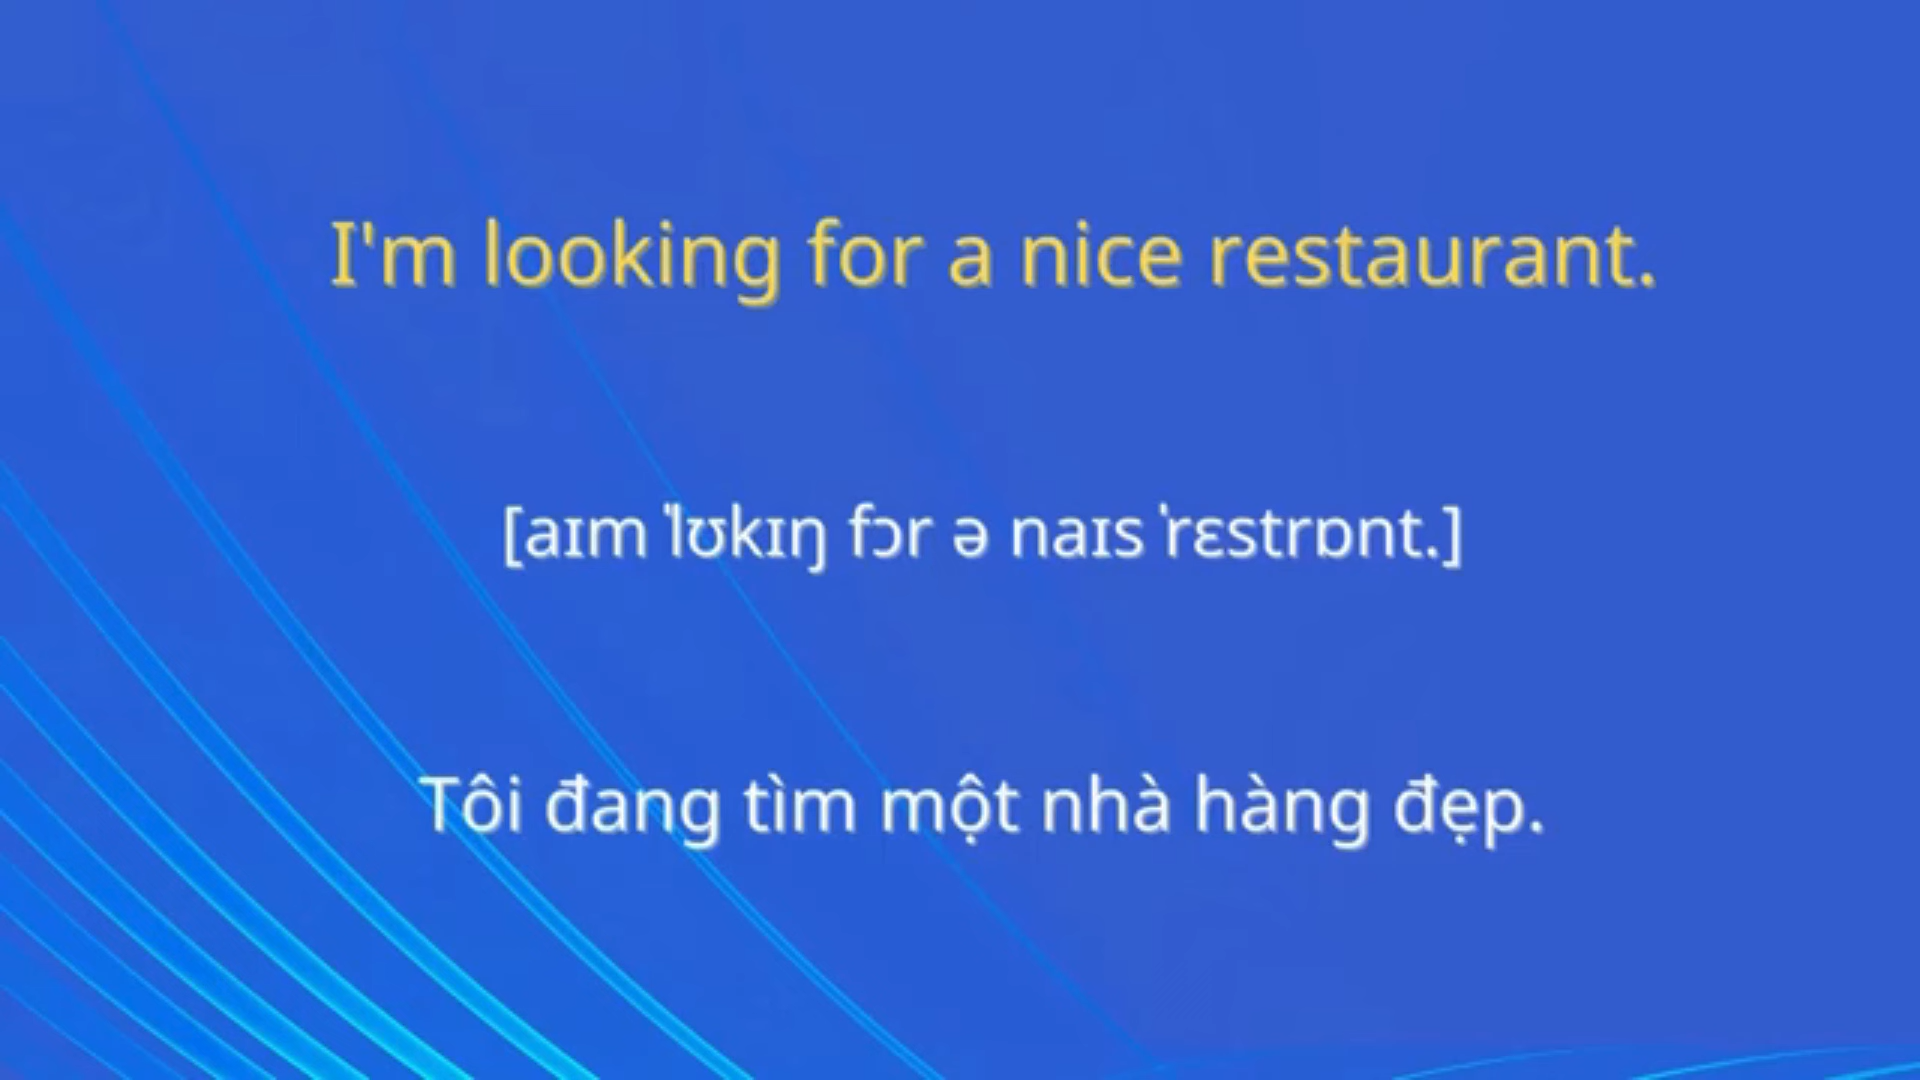 I'm looking for a nice restaurant.
[aɪm ˈlʊkɪŋ fɔr ə naɪs ˈrɛstrɒnt.]
Tôi đang tìm một nhà hàng đẹp.